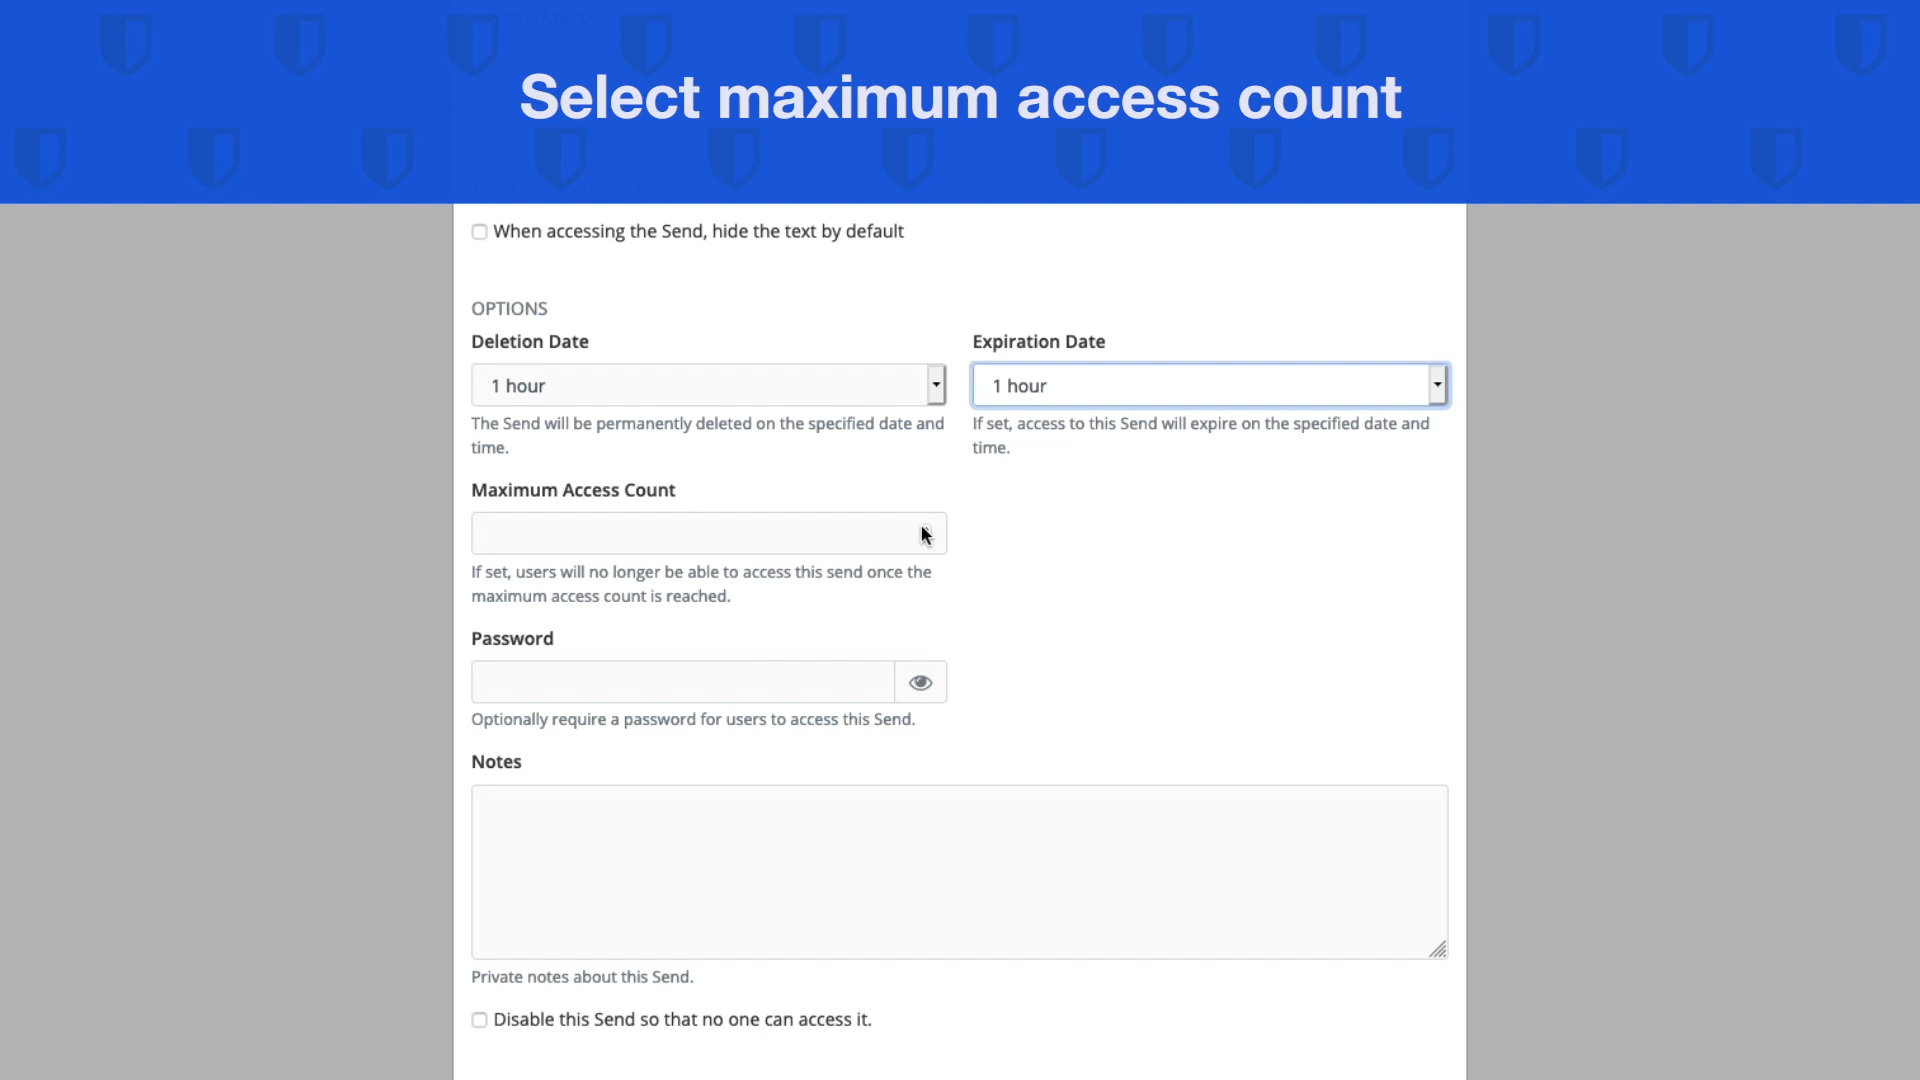 Select maximum access count
When accessing the Send, hide the text by default
OPTIONS
Deletion Date
Expiration Date
1 hour
1 hour
The Send will be permanently deleted on the specified date and
time.
If set, access to this Send will expire on the specified date and
time.
Maximum Access Count
If set, users will no longer be able to access this send once the
maximum access count is reached.
Password
Optionally require a password for users to access this Send.
Notes
Private notes about this Send.
Disable this Send so that no one can access it.